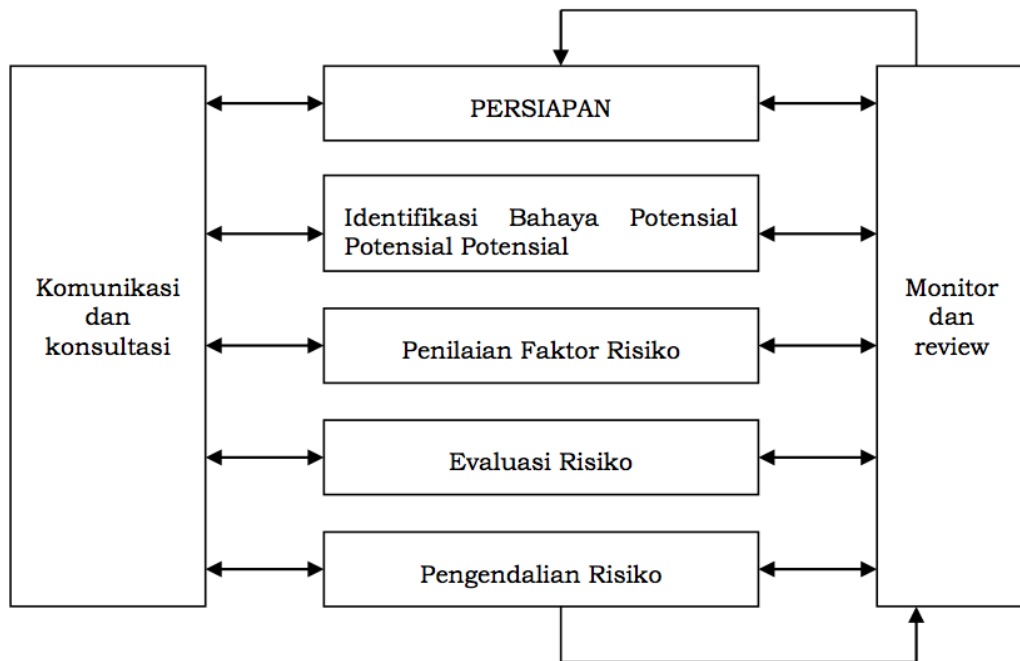 PERSIAPAN
Identifikasi Bahaya Potensial
Potensial Potensial
Komunikasi
dan
konsultasi
Penilaian Faktor Risiko
Monitor
dan
review
Evaluasi Risiko
Pengendalian Risiko